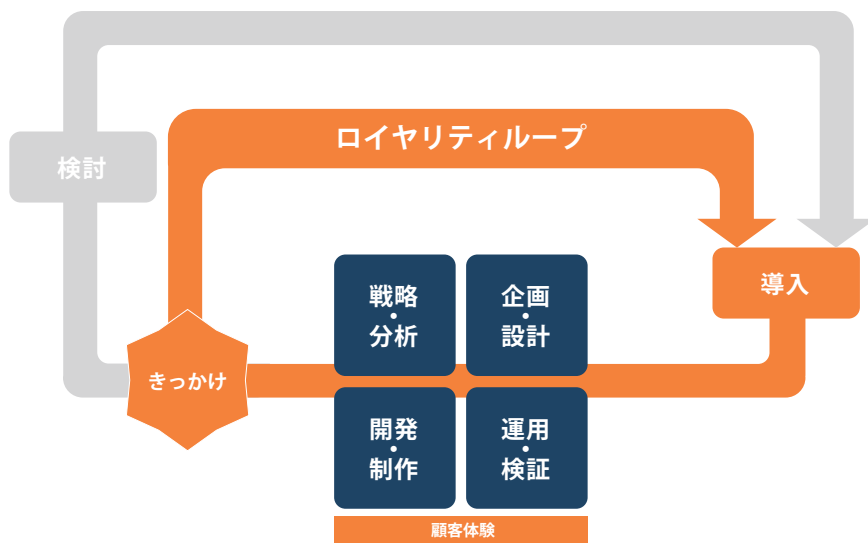 ロイヤリティループ
検討
導入
きっかけ
戦略
・
分析
企画
・
設計
開発
・
制作
運用
・
検証
顧客体験